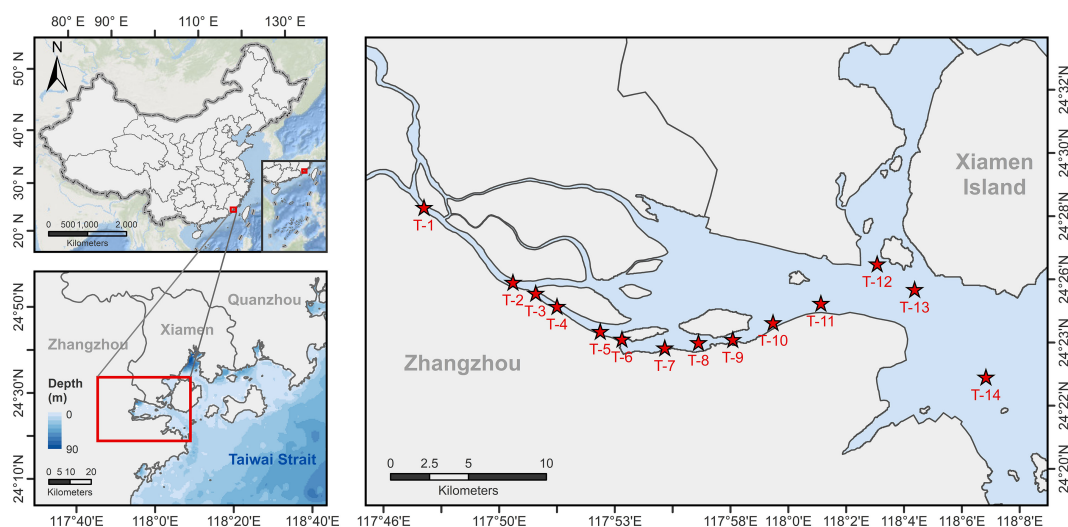 80° E 90° E 110° E 130° E
N
50° N
40° N
30° N
20° N
0 500 1,000 2,000
Kilometers
24°50'N
24°30'N
24°10'N
Quanzhou
Xiamen
Zhangzhou
Depth
(m)
0
90
0 5 10 20
Kilometers
Taiwai Strait
117°40'E 118°0'E 118°20'E 118°40'E
Xiamen
Island
Zhangzhou
T-1
T-2
T-3
T-4
T-5
T-6
T-7
T-8
T-9
T-10
T-11
T-12
T-13
T-14
0 2.5 5 10
Kilometers
24°32'N
24°30'N
24°28'N
24°26'N
24°23'N
24°22'N
24°20'N
117°46'E 117°50'E 117°53'E 117°58'E 118°0'E 118°2'E 118°4'E 118°6'E 118°8'E